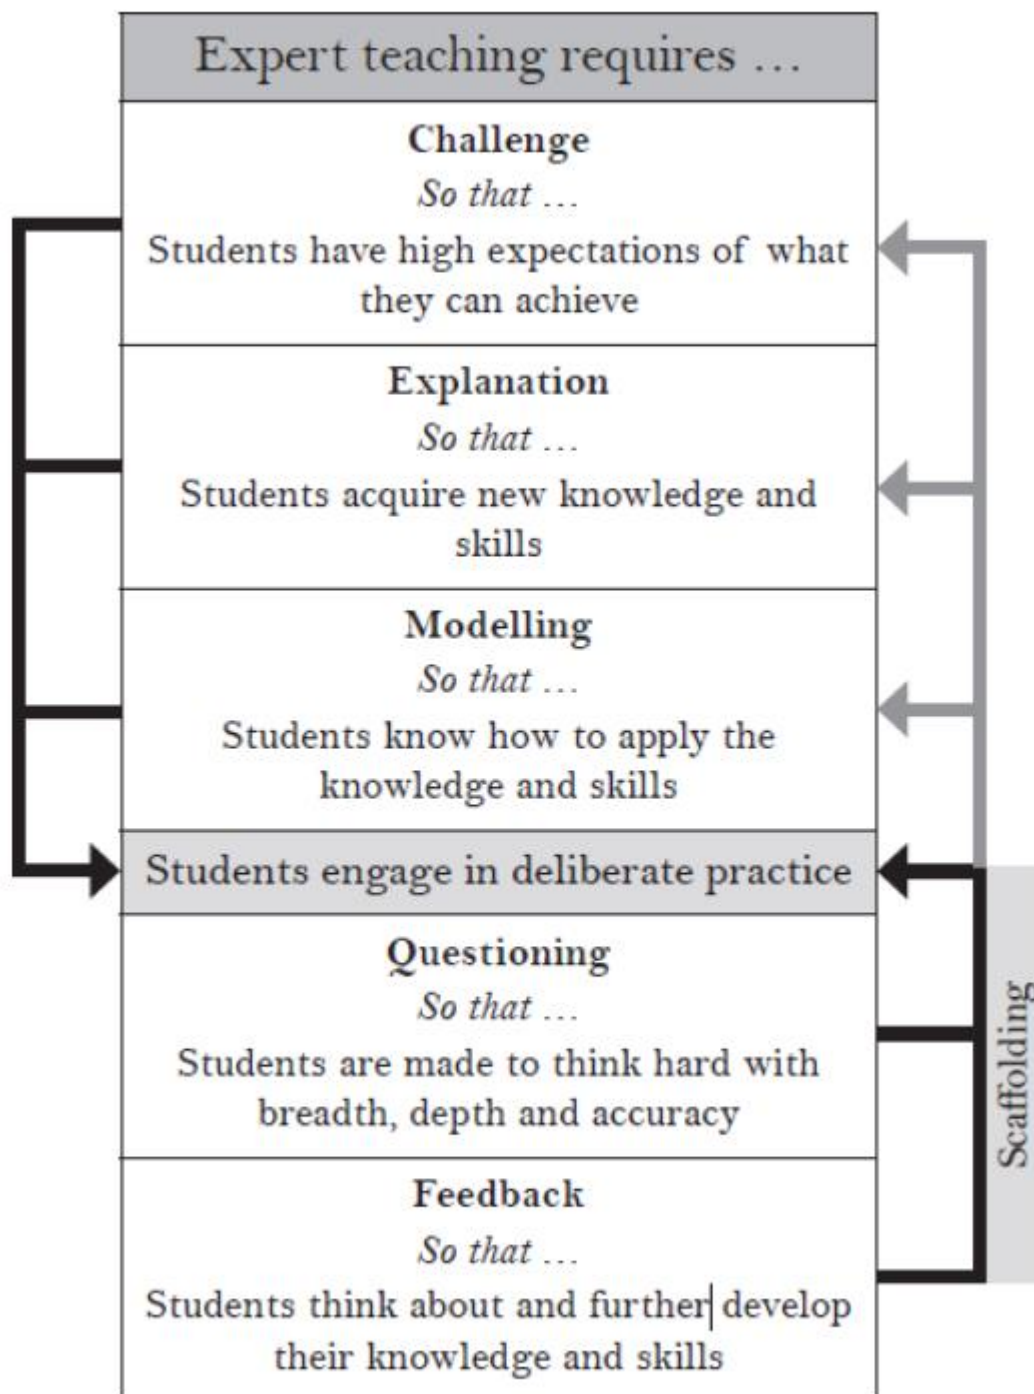 Expert teaching requires …
Challenge
So that …
Students have high expectations of what
they can achieve
Explanation
So that …
Students acquire new knowledge and
skills
Modelling
So that …
Students know how to apply the
knowledge and skills
Students engage in deliberate practice
Questioning
So that …
Students are made to think hard with
breadth, depth and accuracy
Feedback
So that …
Students think about and further develop
their knowledge and skills
Scaffolding